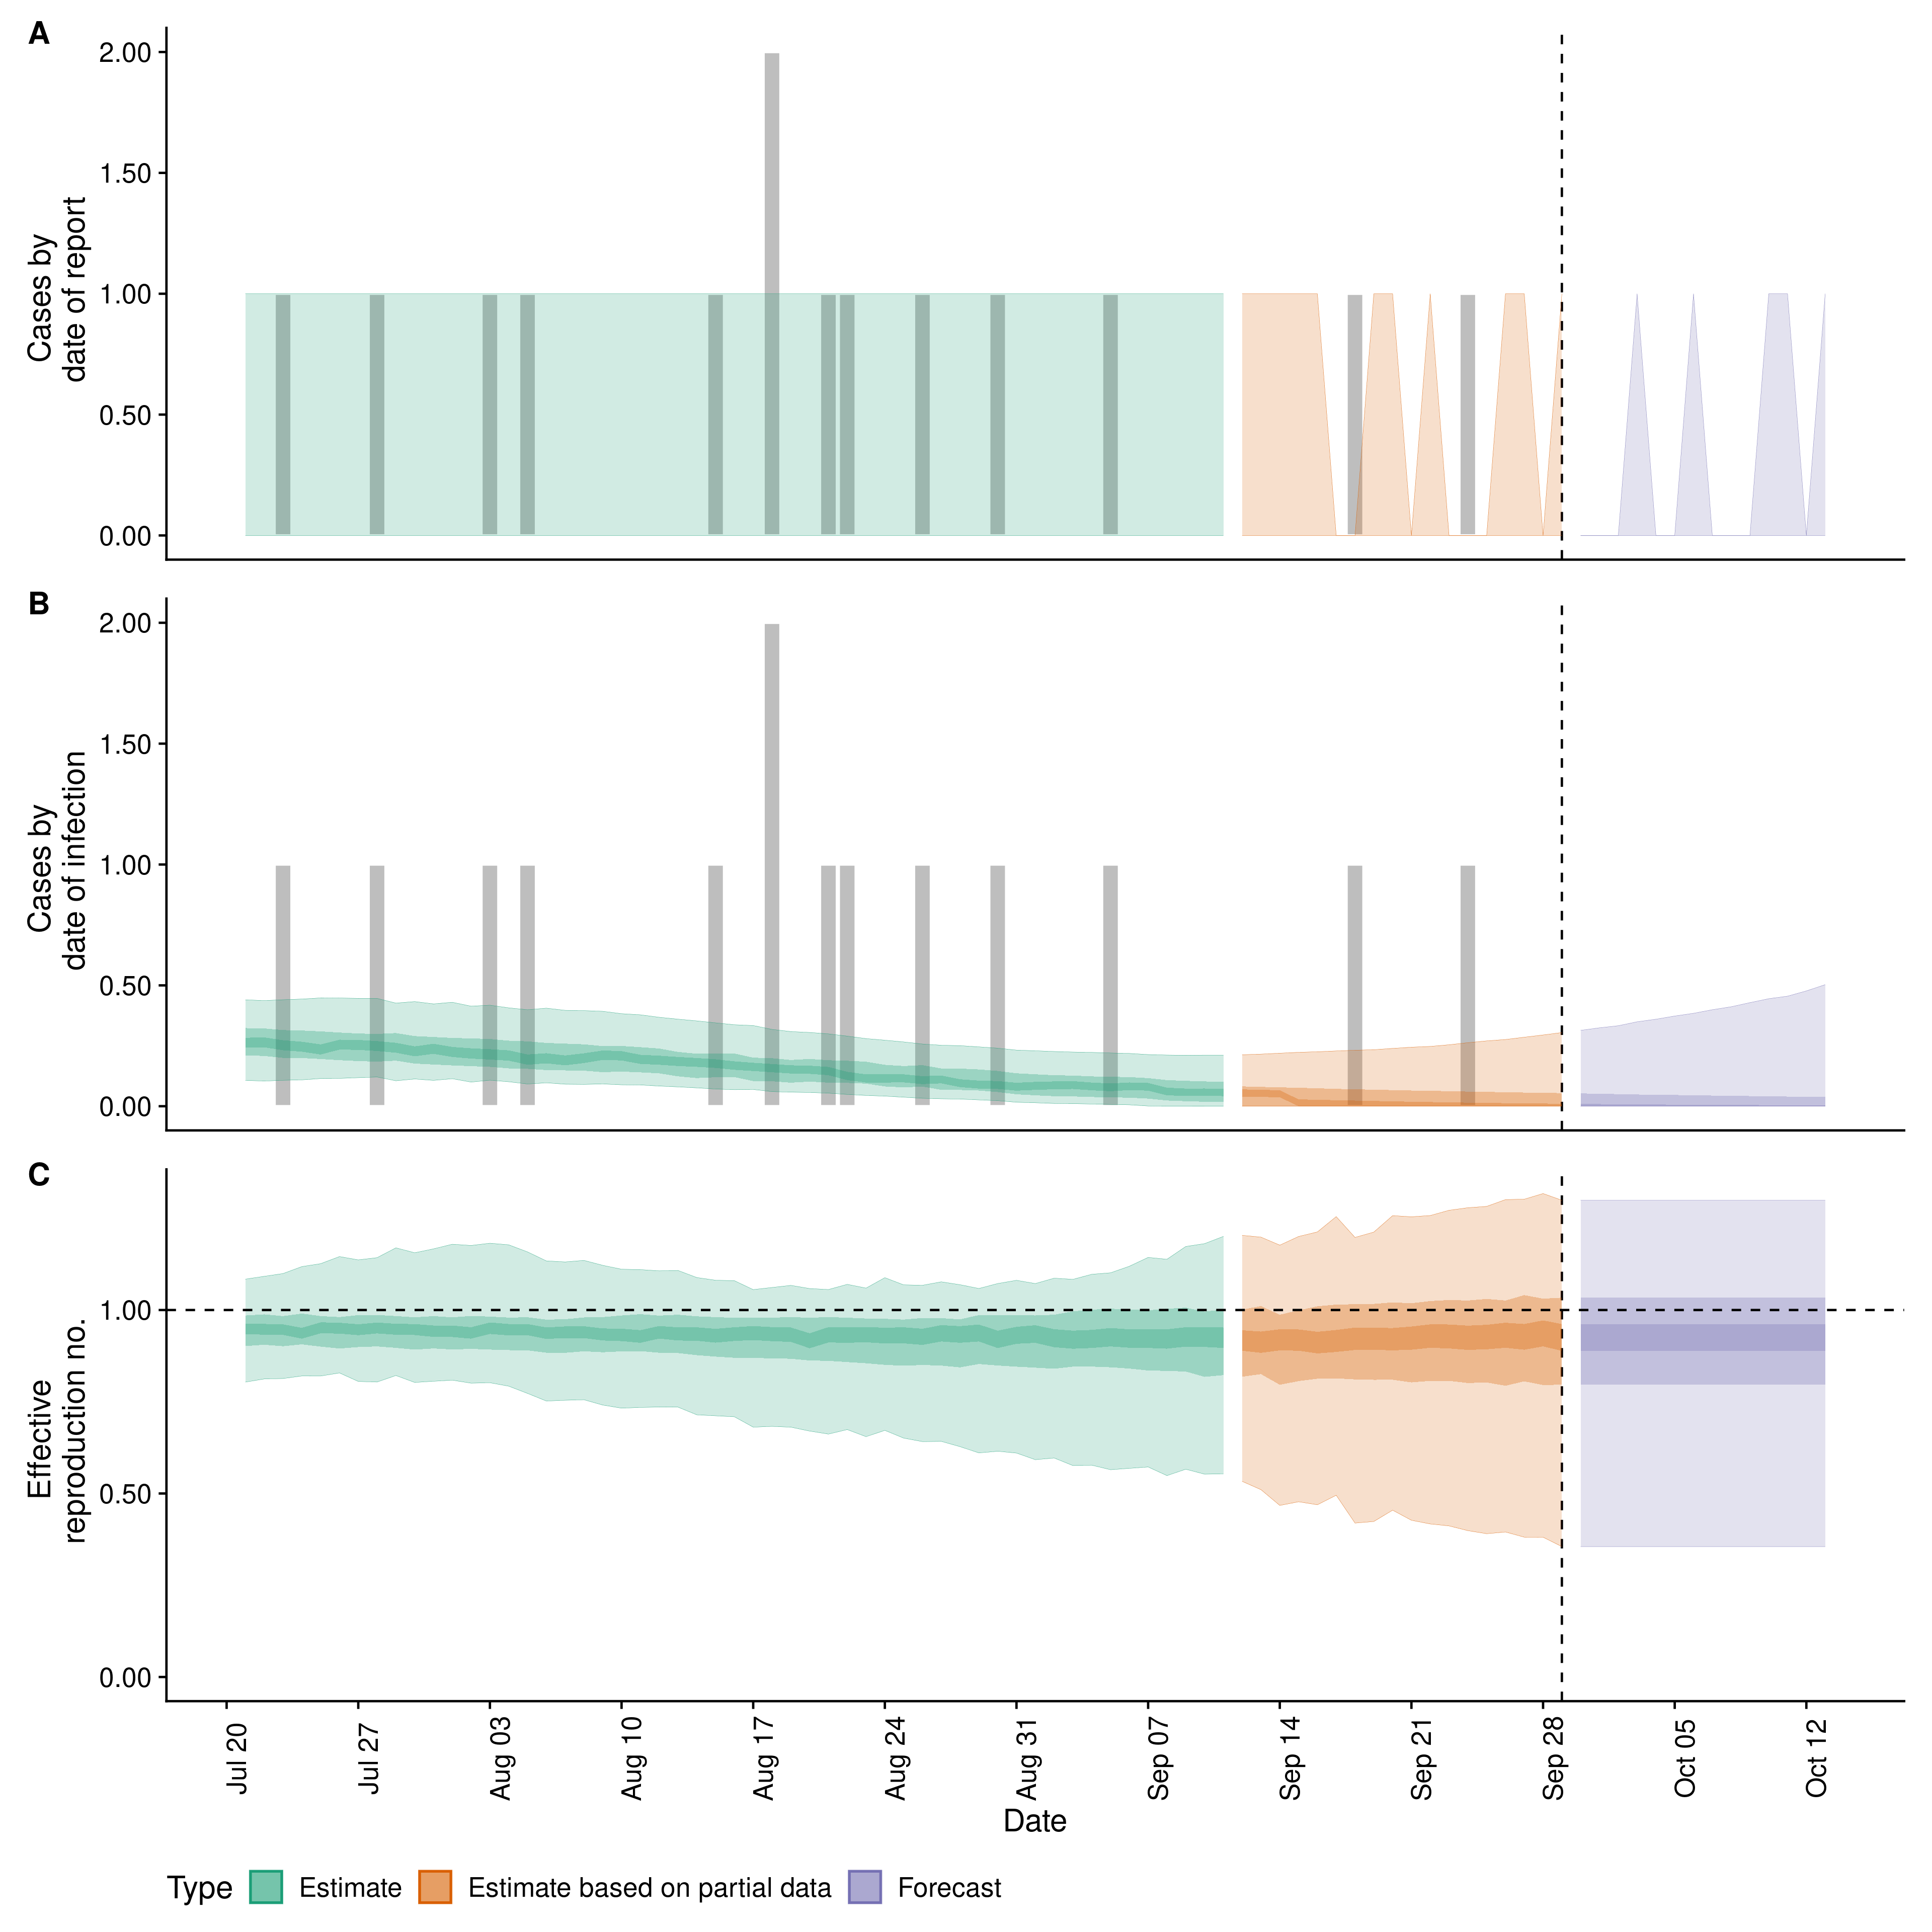 A
2.00
1.50
1.00
0.50
0.00
Cases by
date of report
B
2.00
1.50
1.00
0.50
0.00
Cases by
date of infection
C
1.00
0.50
0.00
Effective
reproduction no.
Jul 20
Jul 27
Aug 03
Aug 10
Aug 17
Aug 24
Aug 31
Sep 07
Sep 14
Sep 21
Sep 28
Oct 05
Oct 12
Date
Type Estimate Estimate based on partial data Forecast